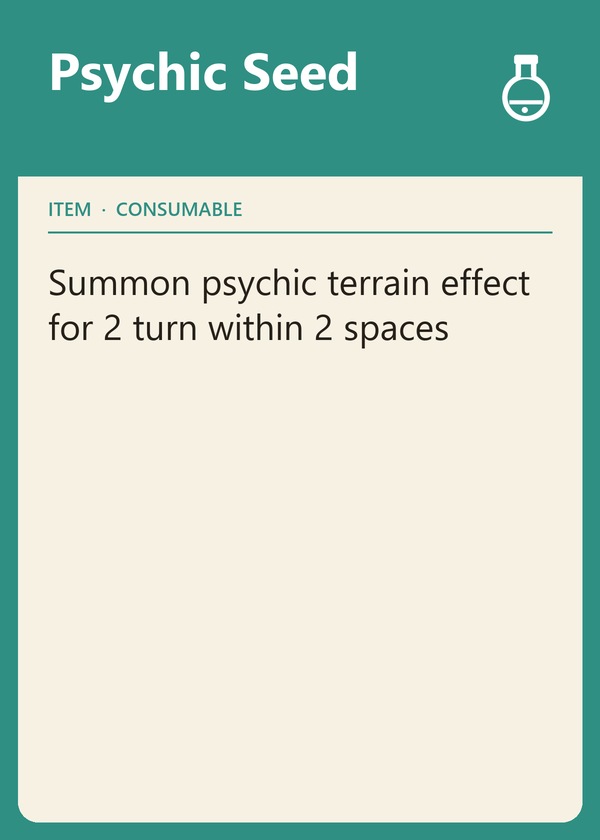 Psychic Seed
ITEM · CONSUMABLE
Summon psychic terrain effect
for 2 turn within 2 spaces